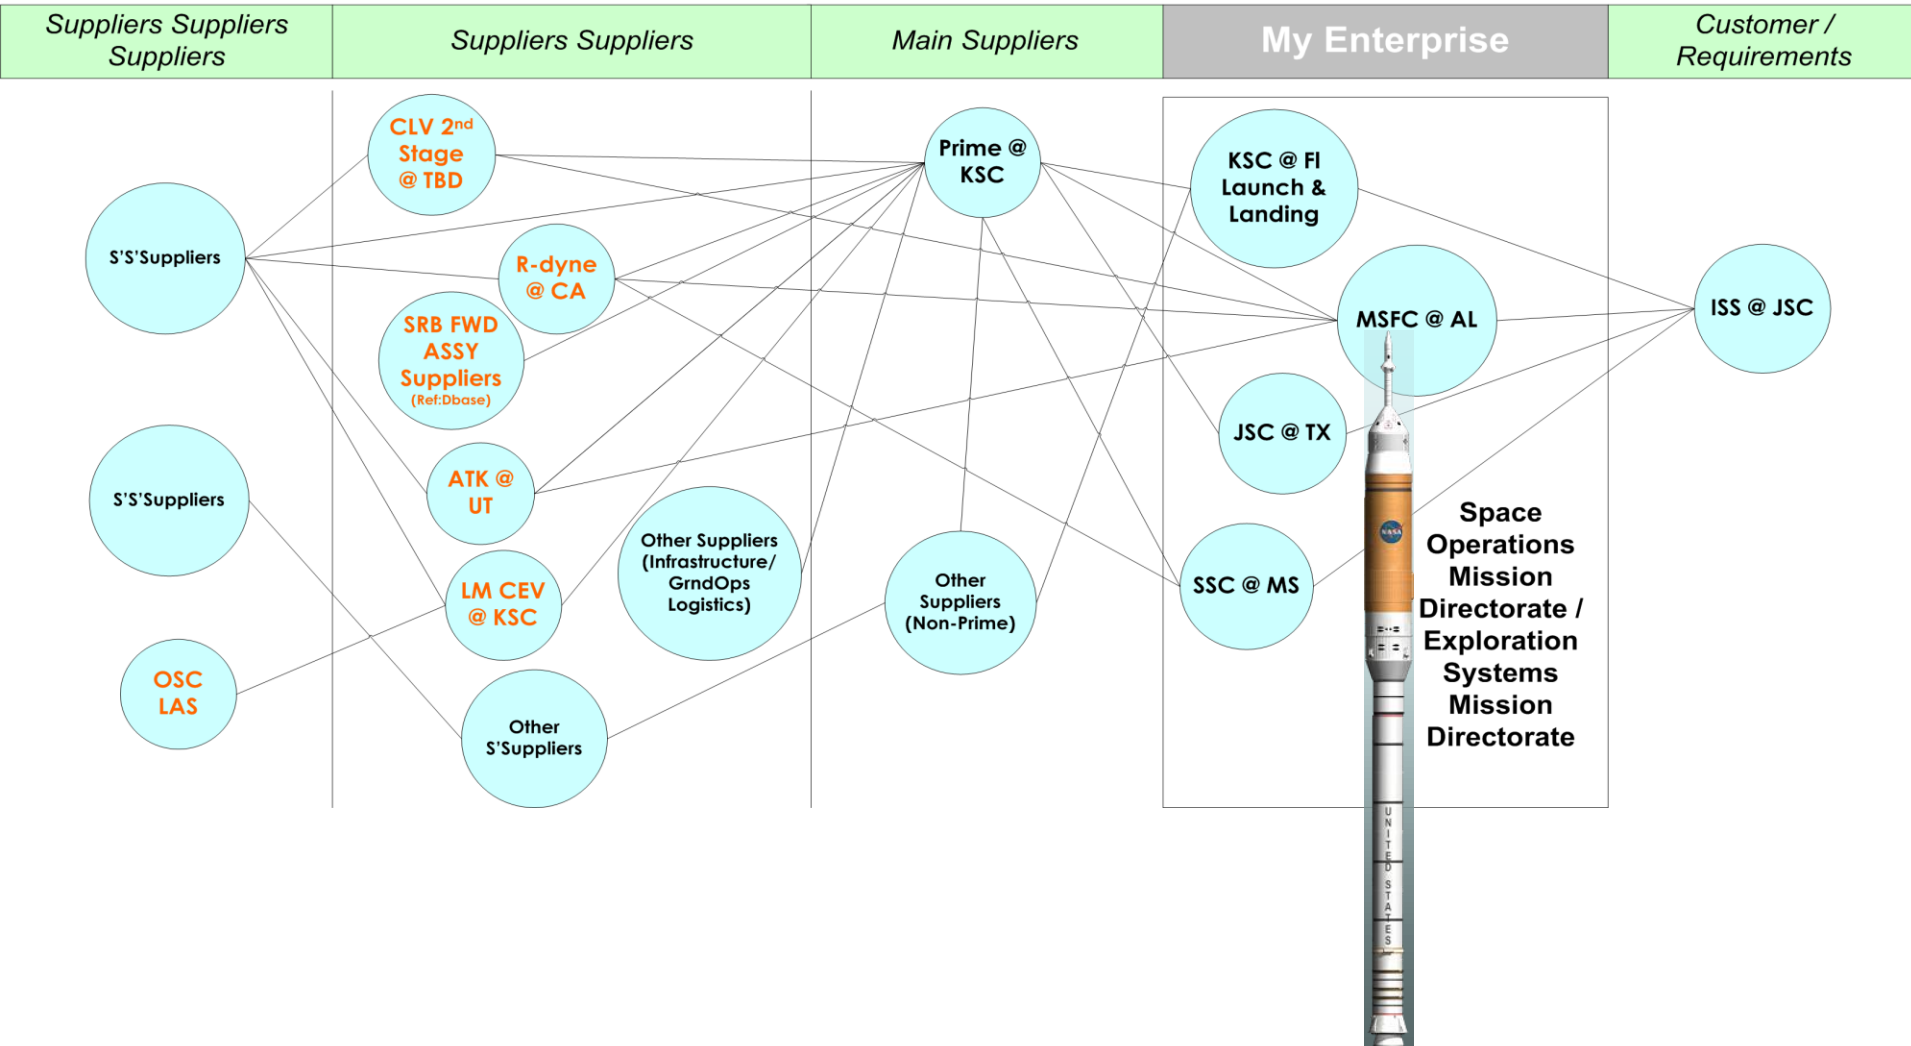 Suppliers Suppliers
Suppliers
Suppliers Suppliers
Main Suppliers
My Enterprise
Customer /
Requirements
S'S'Suppliers
S'S'Suppliers
OSC
LAS
CLV 2nd
Stage
@ TBD
R-dyne
@ CA
SRB FWD
ASSY
Suppliers
(Ref:Dbase)
ATK @
UT
LM CEV
@ KSC
Other Suppliers
(Infrastructure/
GrndOps
Logistics)
Other
S'Suppliers
Prime @
KSC
Other
Suppliers
(Non-Prime)
KSC @ Fl
Launch &
Landing
MSFC @ AL
JSC @ TX
SSC @ MS
Space
Operations
Mission
Directorate /
Exploration
Systems
Mission
Directorate
NASA
UNITED STATES
ISS @ JSC